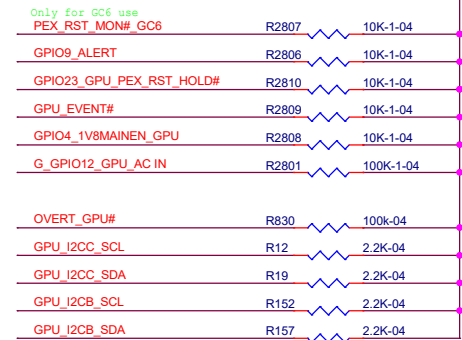 Only for GC6 use
PEX_RST_MON#_GC6 R2807 10K-1-04
GPIO9_ALERT R2806 10K-1-04
GPIO23_GPU_PEX_RST_HOLD# R2810 10K-1-04
GPU_EVENT# R2809 10K-1-04
GPIO4_1V8MAINEN_GPU R2808 10K-1-04
G_GPIO12_GPU_AC IN R2801 100K-1-04
OVERT_GPU# R830 100k-04
GPU_I2CC_SCL R12 2.2K-04
GPU_I2CC_SDA R19 2.2K-04
GPU_I2CB_SCL R152 2.2K-04
GPU_I2CB_SDA R157 2.2K-04